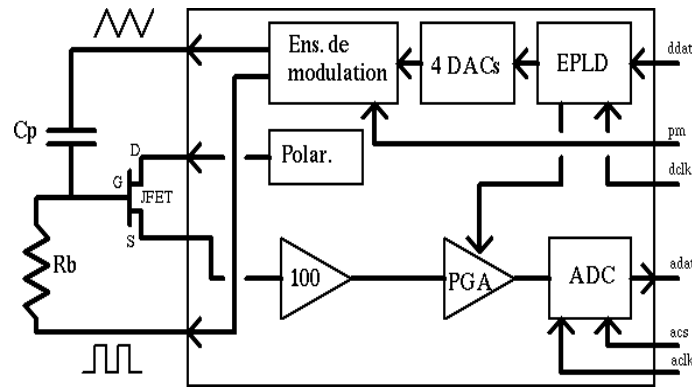 Ens. de
modulation
4 DACs
EPLD
ddat
Cp
D
Polar.
pm
G
JFET
dclk
S
Rb
100
PGA
ADC
adat
acs
aclk